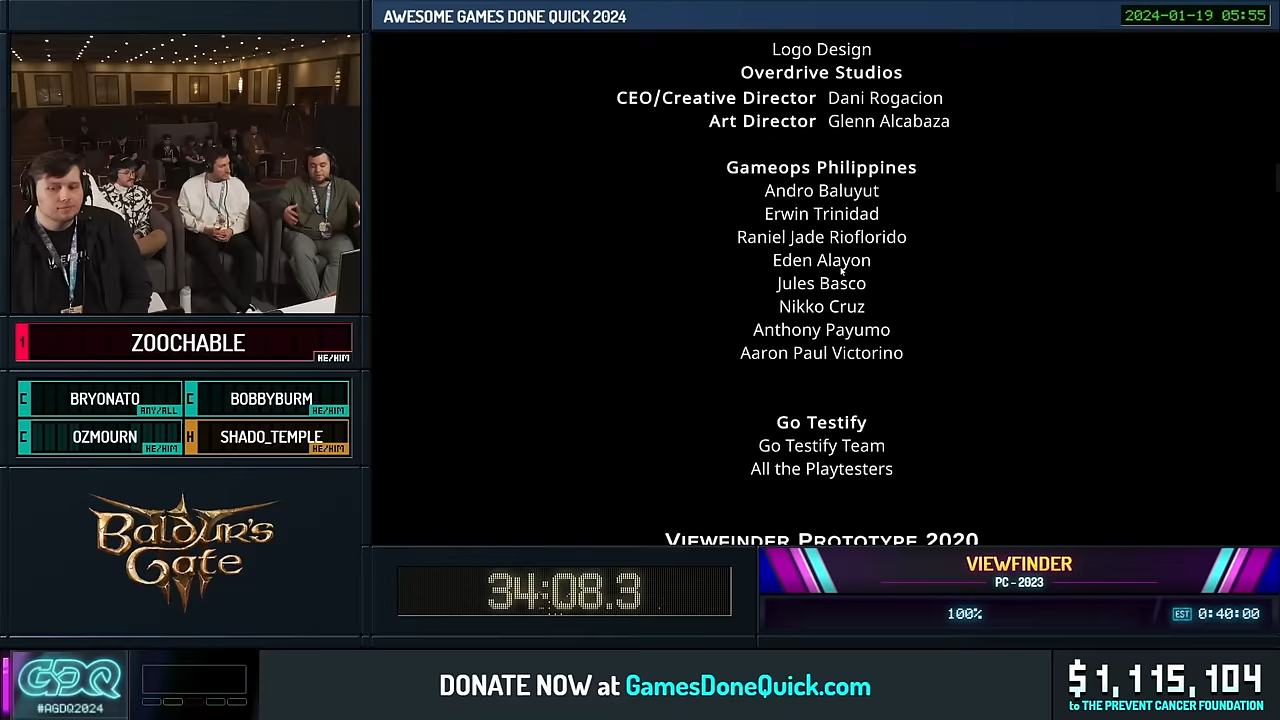 AWESOME GAMES DONE QUICK 2024
2024-01-19 05:55
Logo Design
Overdrive Studios
CEO/Creative Director Dani Rogacion
Art Director Glenn Alcabaza
Gameops Philippines
Andro Baluyut
Erwin Trinidad
Raniel Jade Rioflorido
Eden Alayon
Jules Basco
Nikko Cruz
Anthony Payumo
Aaron Paul Victorino
Go Testify
Go Testify Team
All the Playtesters
VIEWFINDER PROTOTYPE 2020
1 ZOOCHABLE
HE/HIM
C BRYONATO
ANY/ALL
C BOBBYBURM
HE/HIM
C OZMOURN
HE/HIM
H SHADO_TEMPLE
HE/HIM
Baldur's
Gate
34:08.3
VIEWFINDER
PC - 2023
100%
EST 0:40:00
GDQ
#AGDQ2024
DONATE NOW at GamesDoneQuick.com
$1,115,104
to THE PREVENT CANCER FOUNDATION